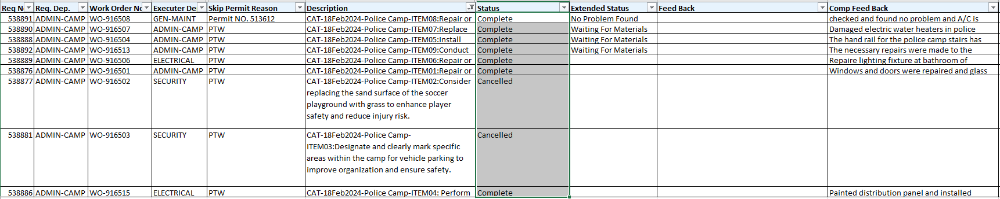 Req N Req. Dep. Work Order No Executer De Skip Permit Reason Description Status Extended Status Feed Back Comp Feed Back
538891 ADMIN-CAMP WO-916508 GEN-MAINT Permit NO. 513612 CAT-18Feb2024-Police Camp-ITEM08:Repair or Complete No Problem Found checked and found no problem and A/C is
538890 ADMIN-CAMP WO-916507 ADMIN-CAMP PTW CAT-18Feb2024-Police Camp-ITEM07:Replace Complete Waiting For Materials Damaged electric water heaters in police
538888 ADMIN-CAMP WO-916504 ADMIN-CAMP PTW CAT-18Feb2024-Police Camp-ITEM05:Install Complete Waiting For Materials The hand rail for the police camp stairs has
538892 ADMIN-CAMP WO-916513 ADMIN-CAMP PTW CAT-18Feb2024-Police Camp-ITEM09:Conduct Complete Waiting For Materials The necessary repairs were made to the
538889 ADMIN-CAMP WO-916506 ELECTRICAL PTW CAT-18Feb2024-Police Camp-ITEM06:Repair or Complete Repaire lighting fixture at bathroom of
538876 ADMIN-CAMP WO-916501 ADMIN-CAMP PTW CAT-18Feb2024-Police Camp-ITEM01:Repair or Complete Windows and doors were repaired and glass
538877 ADMIN-CAMP WO-916502 SECURITY PTW CAT-18Feb2024-Police Camp-ITEM02:Consider Cancelled
replacing the sand surface of the soccer
playground with grass to enhance player
safety and reduce injury risk.
538881 ADMIN-CAMP WO-916503 SECURITY PTW CAT-18Feb2024-Police Camp- Cancelled
ITEM03:Designate and clearly mark specific
areas within the camp for vehicle parking to
improve organization and ensure safety.
538886 ADMIN-CAMP WO-916515 ELECTRICAL PTW CAT-18Feb2024-Police Camp-ITEM04: Perform Complete Painted distribution panel and installed